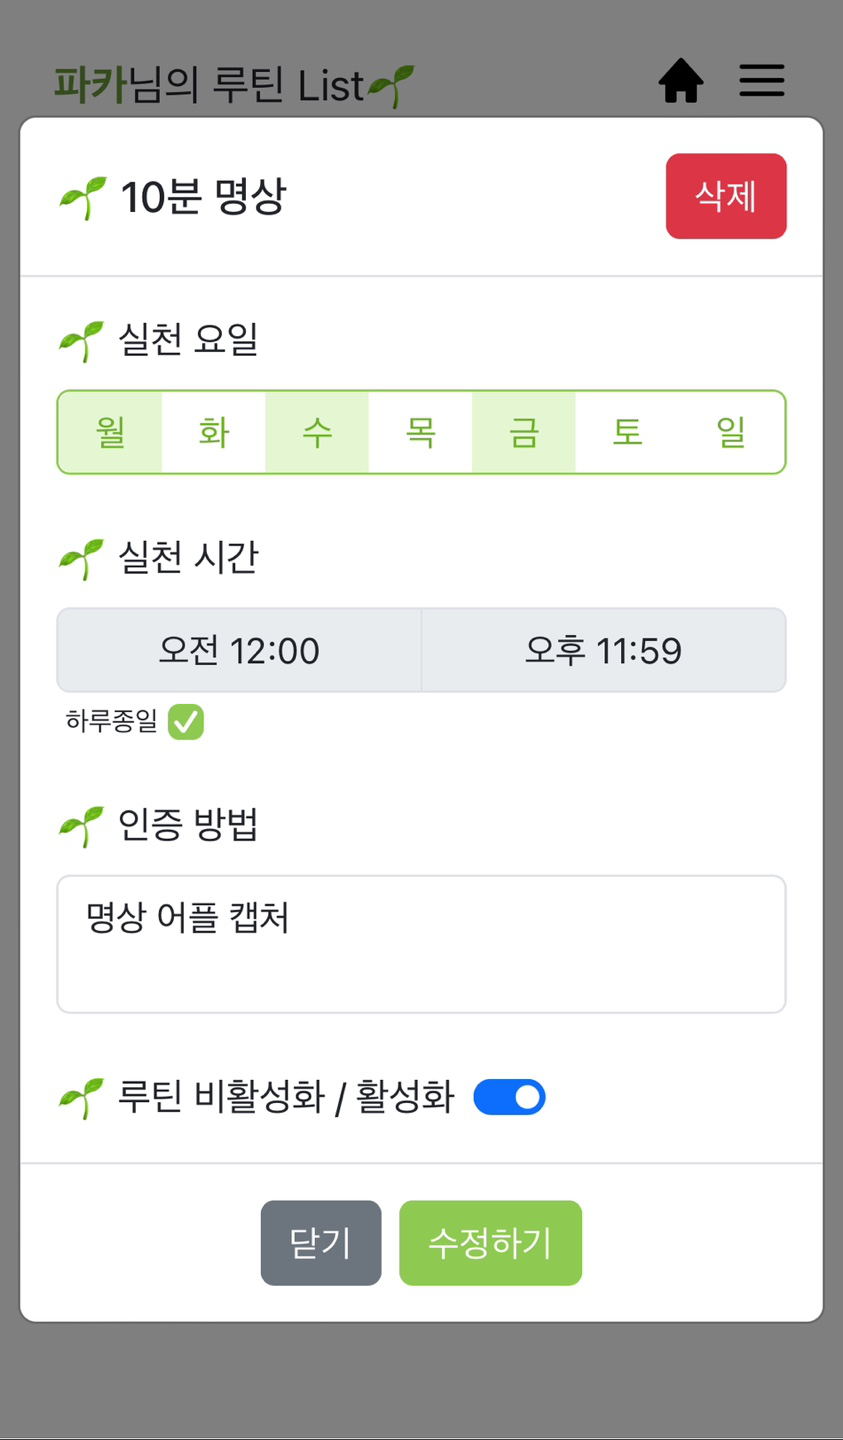 파카님의 루틴 List
10분 명상
삭제
실천 요일
월 화 수 목 금 토 일
실천 시간
오전 12:00 오후 11:59
하루종일
인증 방법
명상 어플 캡처
루틴 비활성화 / 활성화
닫기 수정하기